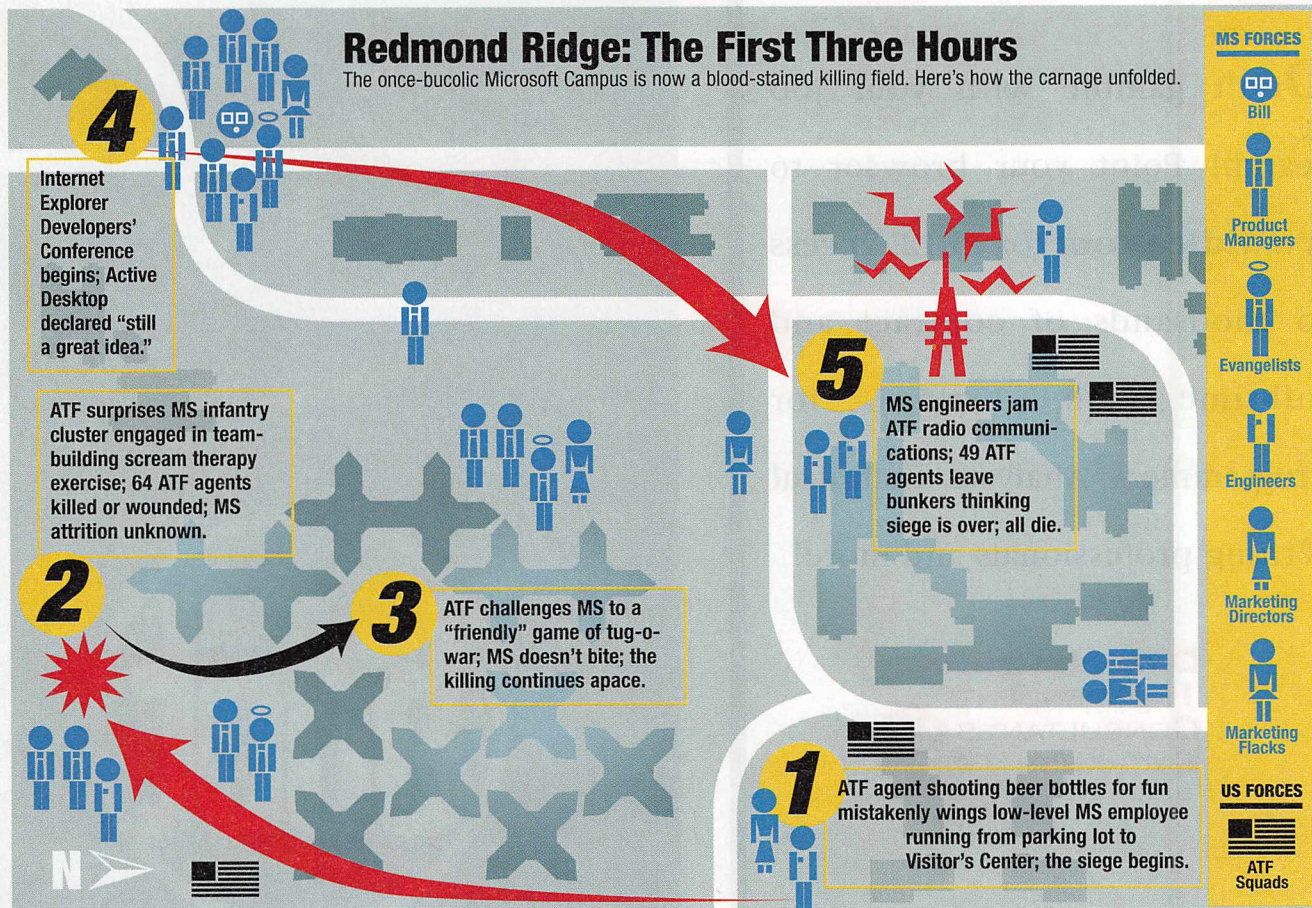 Redmond Ridge: The First Three Hours
The once-bucolic Microsoft Campus is now a blood-stained killing field. Here's how the carnage unfolded.
4
Internet
Explorer
Developers'
Conference
begins; Active
Desktop
declared "still
a great idea."
ATF surprises MS infantry
cluster engaged in team-
building scream therapy
exercise; 64 ATF agents
killed or wounded; MS
attrition unknown.
2
3
ATF challenges MS to a
"friendly" game of tug-o-
war; MS doesn't bite; the
killing continues apace.
5
MS engineers jam
ATF radio communi-
cations; 49 ATF
agents leave
bunkers thinking
siege is over; all die.
1
ATF agent shooting beer bottles for fun
mistakenly wings low-level MS employee
running from parking lot to
Visitor's Center; the siege begins.
N
MS FORCES
Bill
Product
Managers
Evangelists
Engineers
Marketing
Directors
Marketing
Flacks
US FORCES
ATF
Squads